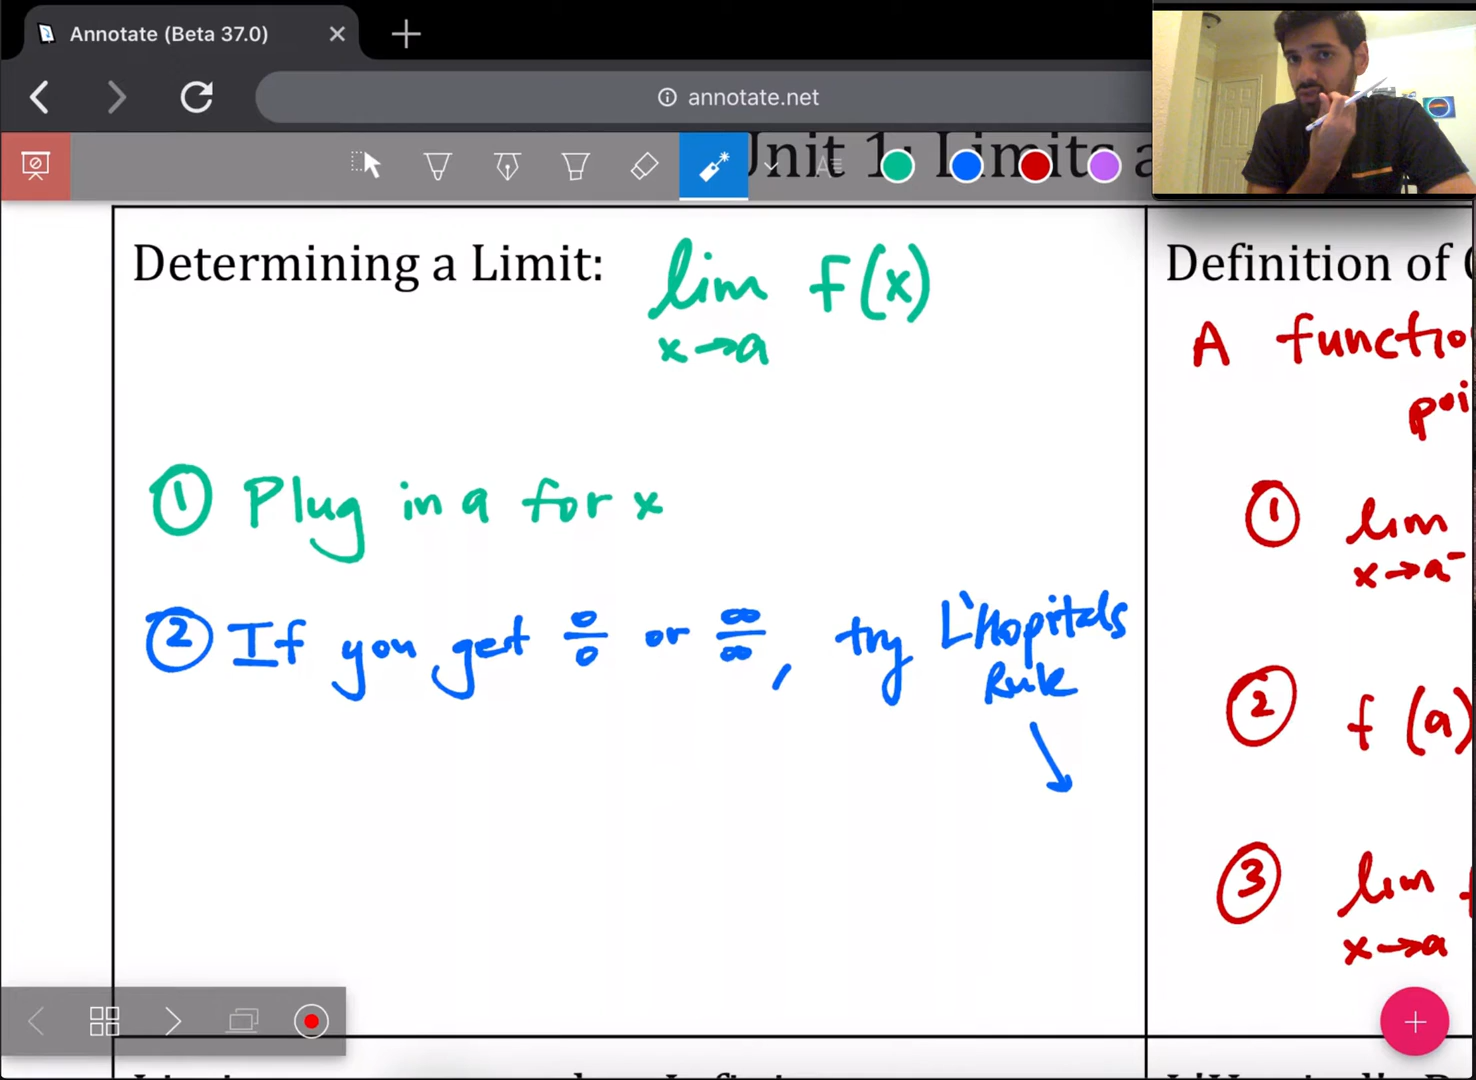 Annotate (Beta 37.0)
annotate.net
Unit 1: Limits a
Determining a Limit: lim f(x)
x→a
① Plug in a for x
② If you get 0/0 or ∞/∞, try L'Hopitals
Rule
Definition of
A functio
poi
① lim
x→a⁻
② f(a)
③ lim
x→a